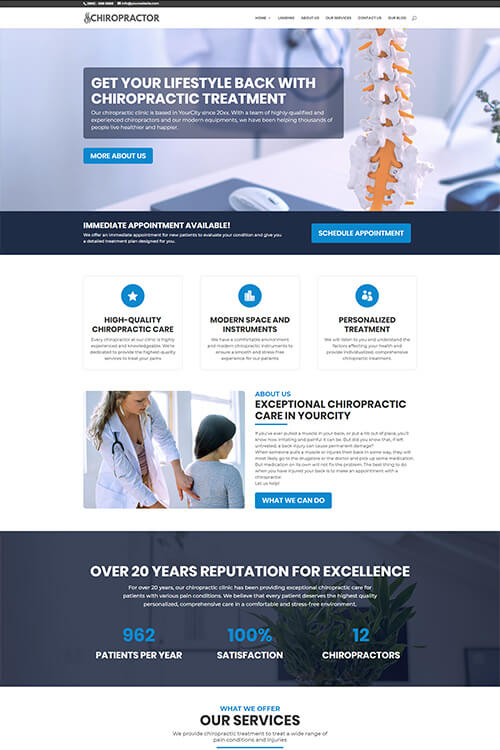 (886) - 888 8888 info@yourwebsite.com
CHIROPRACTOR
HOME LANDING ABOUT US OUR SERVICES CONTACT US OUR BLOG
GET YOUR LIFESTYLE BACK WITH
CHIROPRACTIC TREATMENT
Our chiropractic clinic is based in YourCity since 20xx. With a team of highly-qualified and
experienced chiropractors and our modern equipments, we have been helping thousands of
people live healthier and happier.
MORE ABOUT US
IMMEDIATE APPOINTMENT AVAILABLE!
We offer an immediate appointment for new patients to evaluate your condition and give you
a detailed treatment plan designed for you.
SCHEDULE APPOINTMENT
HIGH-QUALITY
CHIROPRACTIC CARE
Every chiropractor at our clinic is highly
experienced and knowledgeable. We're
dedicated to provide the highest-quality
services to treat your pains
MODERN SPACE AND
INSTRUMENTS
We have a comfortable environment
and modern chiropractic instruments to
ensure a smooth and stress-free
experience for our patients
PERSONALIZED
TREATMENT
We will listen to you and understand the
factors affecting your health and
provide individualized, comprehensive
chiropractic treatment.
ABOUT US
EXCEPTIONAL CHIROPRACTIC
CARE IN YOURCITY
If you've ever pulled a muscle in your back, or put a rib out of place, you'll
know how irritating and painful it can be. But did you know that, if left
untreated, a back injury can cause permanent damage?
When someone pulls a muscle or injures their back in some way, they will
most likely go to the drugstore or the doctor and pick up some medication.
But medication on its own will not fix the problem. The best thing to do
when you have injured your back is to make an appointment with a
chiropractor.
Let us help!
WHAT WE CAN DO
OVER 20 YEARS REPUTATION FOR EXCELLENCE
For over 20 years, our chiropractic clinic has been providing exceptional chiropractic care for
patients with various pain conditions. We believe that every patient deserves the highest quality
personalized, comprehensive care in a comfortable and stress-free environment.
962 100% 12
PATIENTS PER YEAR SATISFACTION CHIROPRACTORS
WHAT WE OFFER
OUR SERVICES
We provide chiropractic treatment to treat a wide range of
pain conditions and injuries